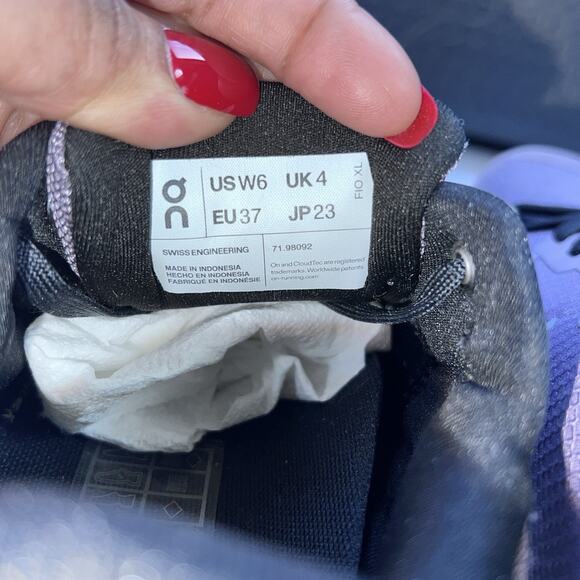 on
US W6 UK 4
EU 37 JP 23
FIO XL
SWISS ENGINEERING 71.98092
MADE IN INDONESIA
HECHO EN INDONESIA
FABRIQUÉ EN INDONÉSIE
On and CloudTec are registered
trademarks. Worldwide patents
on-running.com